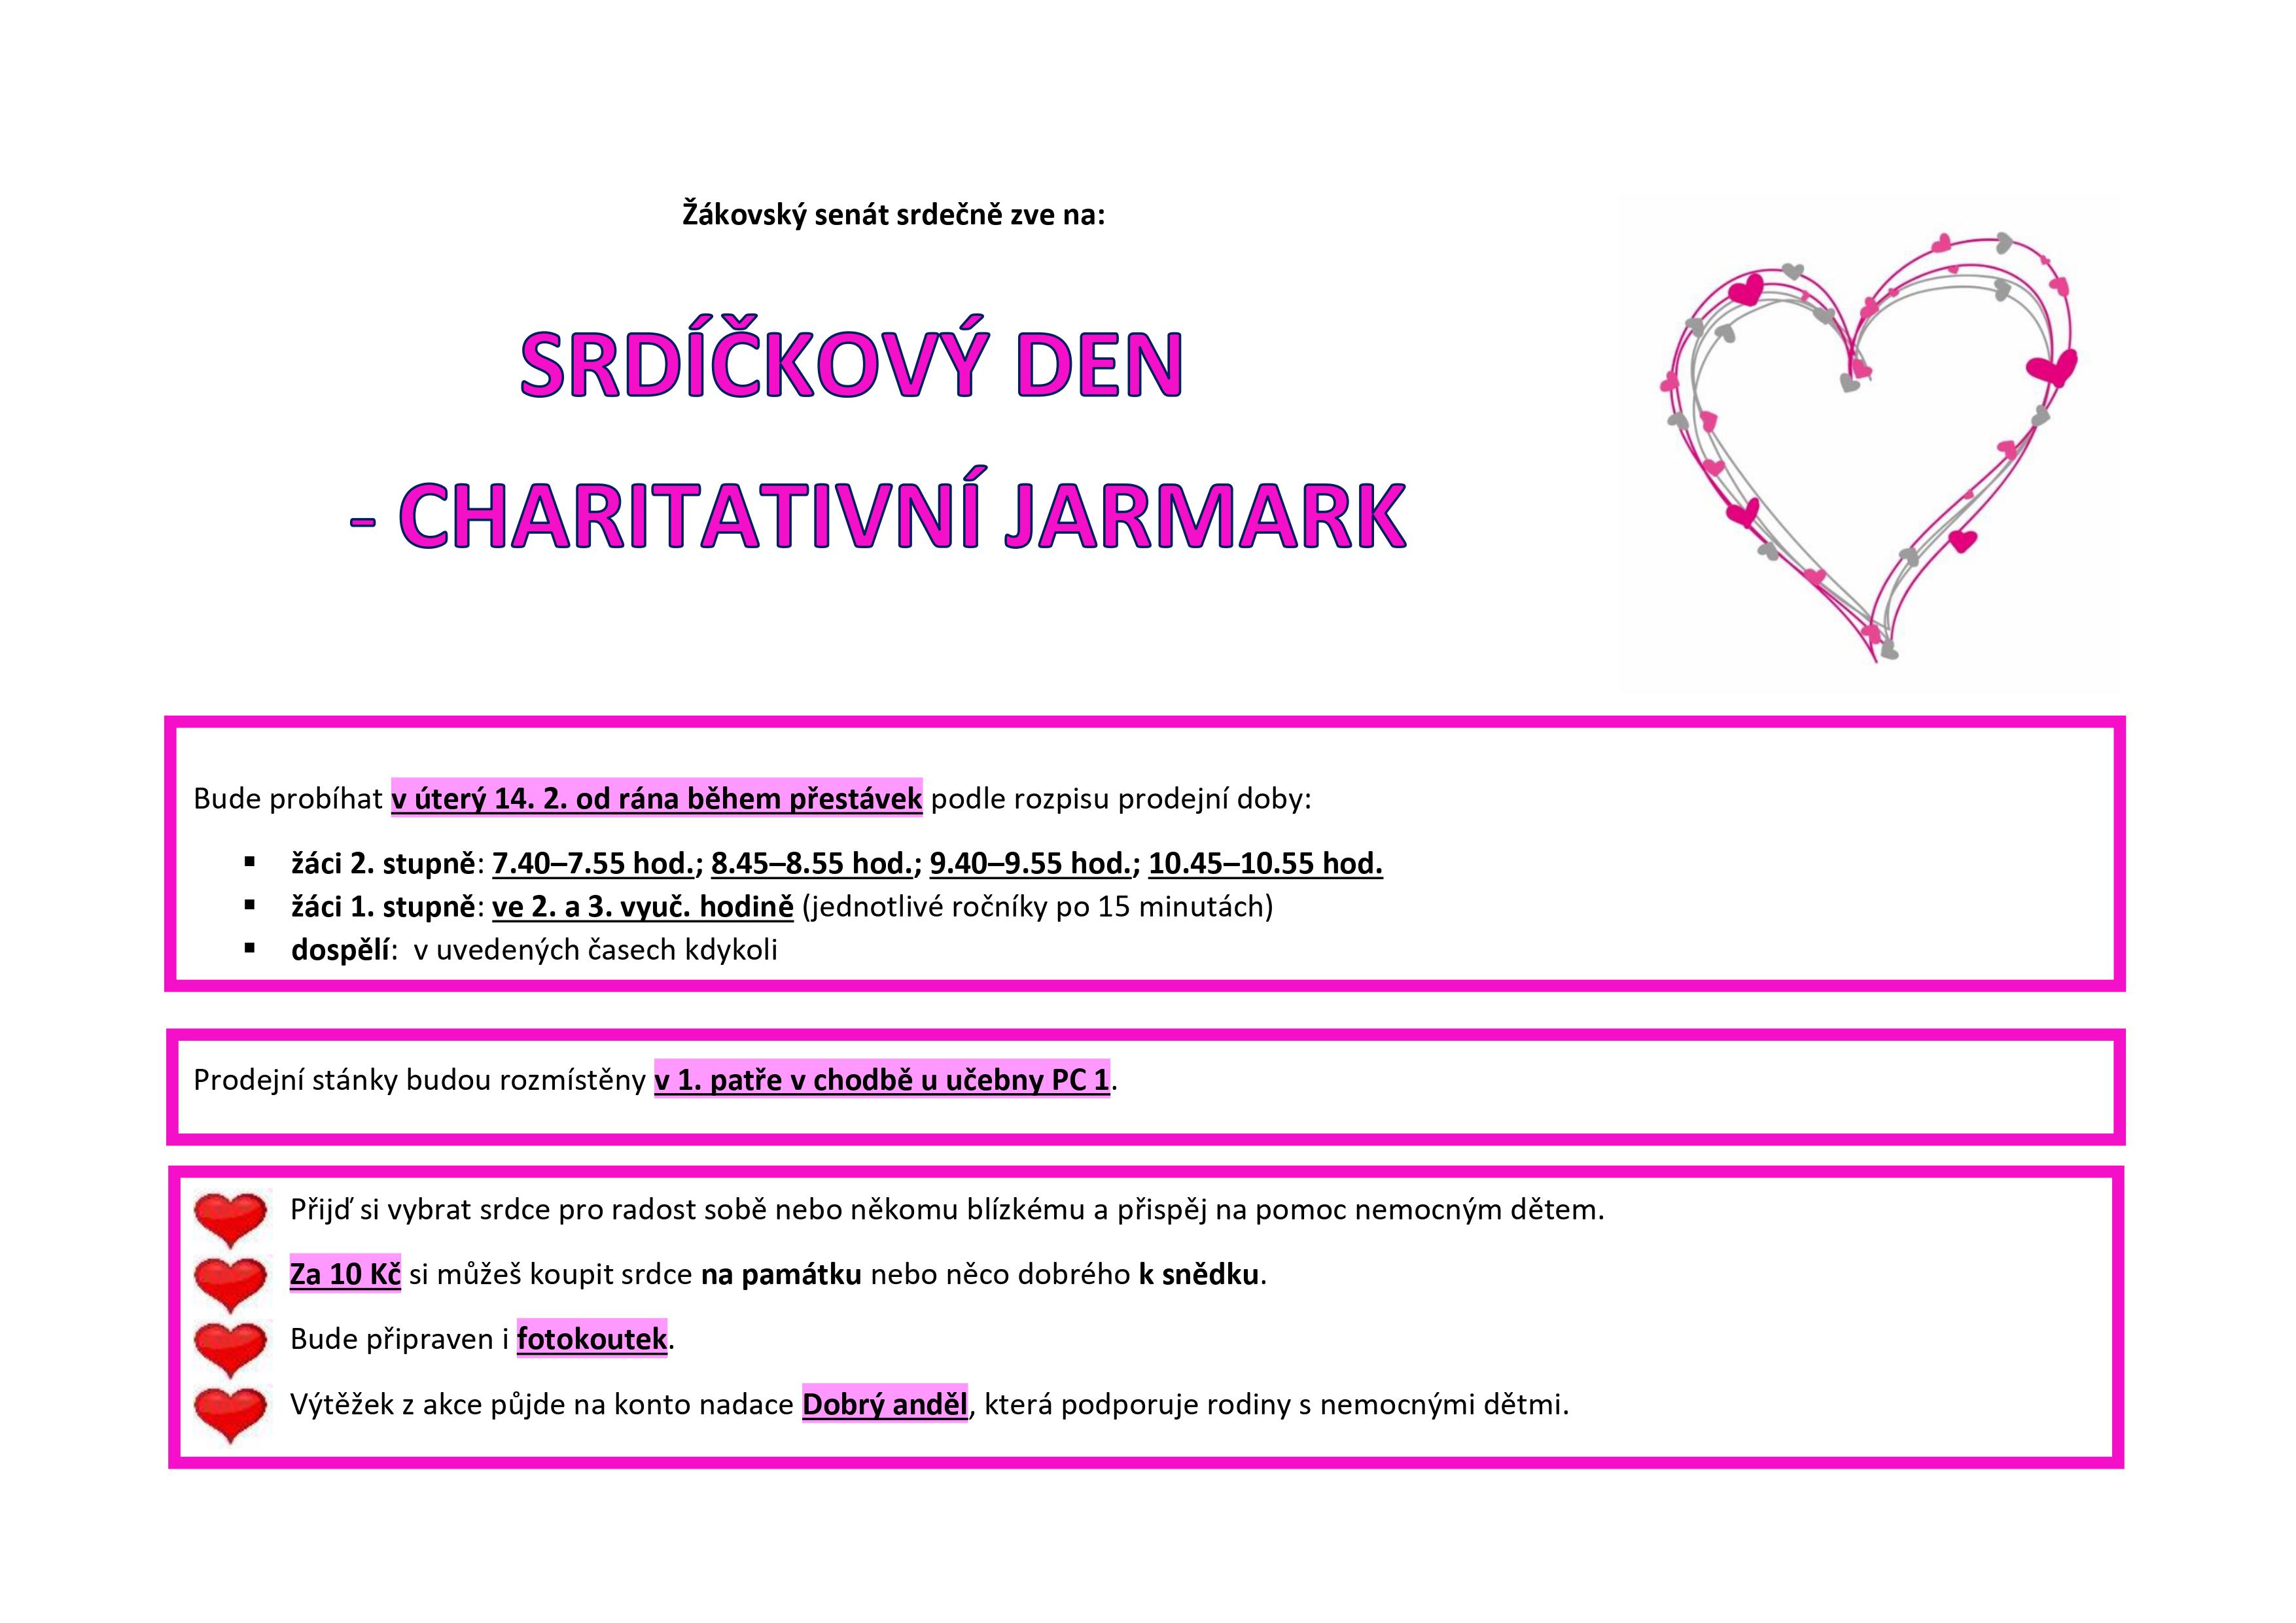 Žákovský senát srdečně zve na:
SRDÍČKOVÝ DEN
- CHARITATIVNÍ JARMARK
Bude probíhat v úterý 14. 2. od rána během přestávek podle rozpisu prodejní doby:
▪ žáci 2. stupně: 7.40–7.55 hod.; 8.45–8.55 hod.; 9.40–9.55 hod.; 10.45–10.55 hod.
▪ žáci 1. stupně: ve 2. a 3. vyuč. hodině (jednotlivé ročníky po 15 minutách)
▪ dospělí: v uvedených časech kdykoli
Prodejní stánky budou rozmístěny v 1. patře v chodbě u učebny PC 1.
Přijď si vybrat srdce pro radost sobě nebo někomu blízkému a přispěj na pomoc nemocným dětem.
Za 10 Kč si můžeš koupit srdce na památku nebo něco dobrého k snědku.
Bude připraven i fotokoutek.
Výtěžek z akce půjde na konto nadace Dobrý anděl, která podporuje rodiny s nemocnými dětmi.